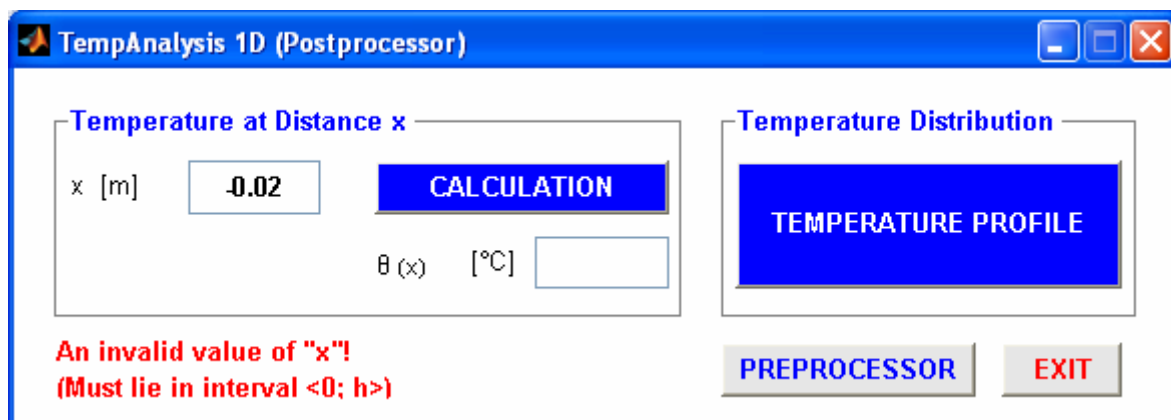 TempAnalysis 1D (Postprocessor)
Temperature at Distance x
x [m] -0.02 CALCULATION
θ (x) [°C]
Temperature Distribution
TEMPERATURE PROFILE
An invalid value of "x"!
(Must lie in interval <0; h>)
PREPROCESSOR EXIT